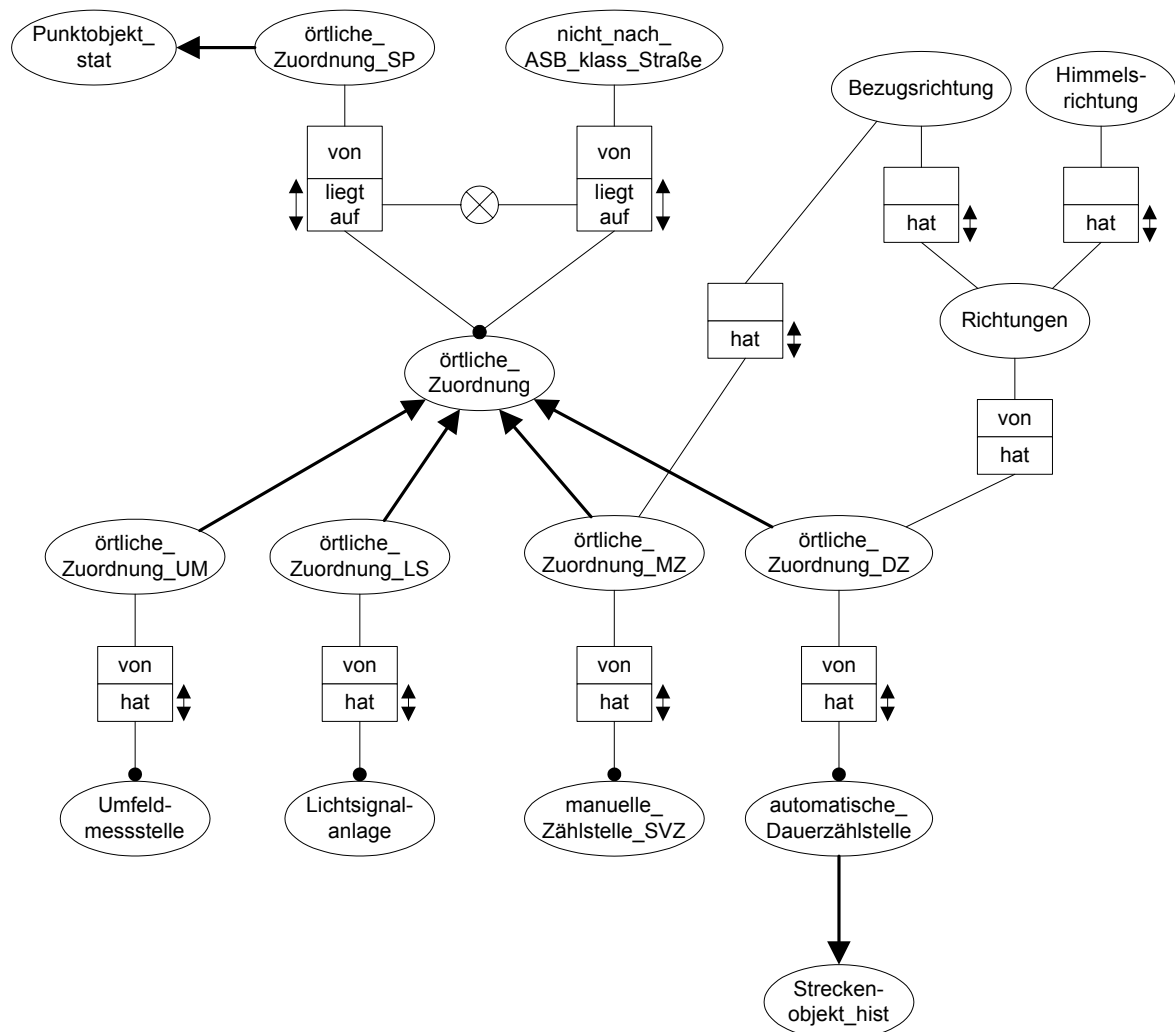 Punktobjekt_
stat
örtliche_
Zuordnung_SP
nicht_nach_
ASB_klass_Straße
Bezugsrichtung
Himmels-
richtung
von
liegt
auf
von
liegt
auf
hat
hat
hat
Richtungen
örtliche_
Zuordnung
von
hat
örtliche_
Zuordnung_UM
örtliche_
Zuordnung_LS
örtliche_
Zuordnung_MZ
örtliche_
Zuordnung_DZ
von
hat
von
hat
von
hat
von
hat
Umfeld-
messstelle
Lichtsignal-
anlage
manuelle_
Zählstelle_SVZ
automatische_
Dauerzählstelle
Strecken-
objekt_hist